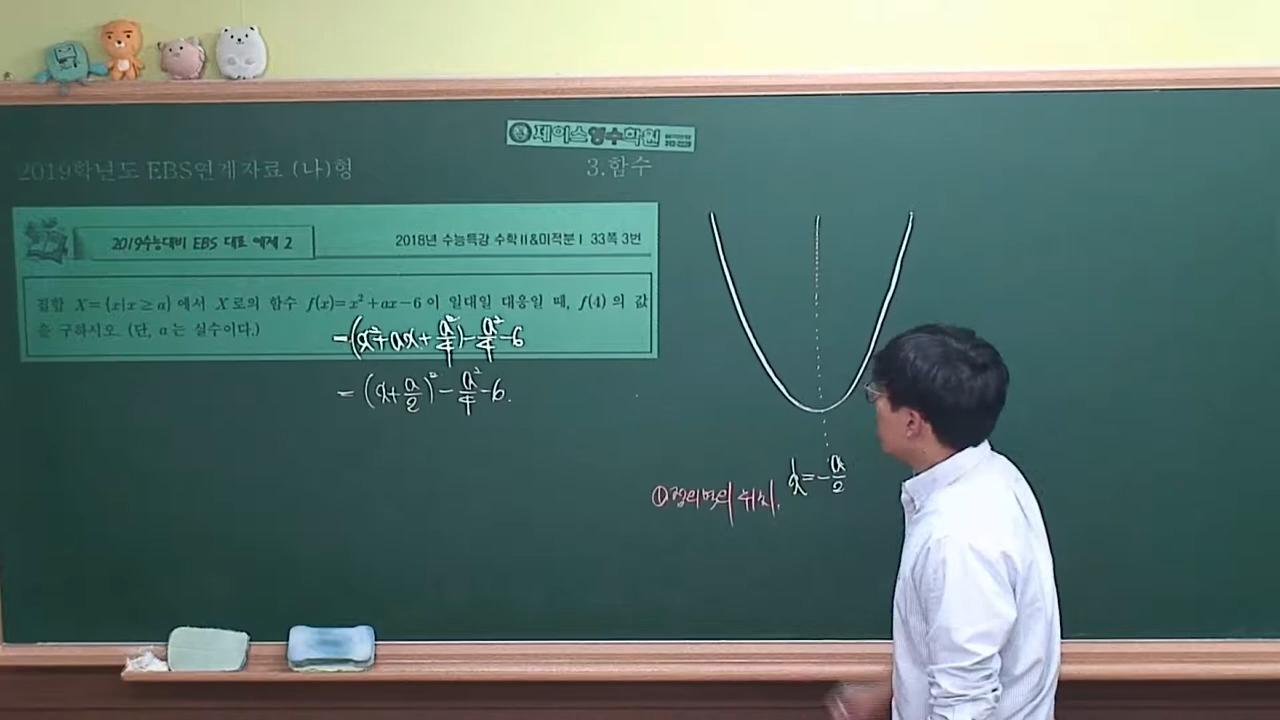 제이스영수학원
2019학년도 EBS연계자료 (나)형
3.함수
2019수능대비 EBS 대표 예제 2
2018년 수능특강 수학Ⅱ&미적분Ⅰ 33쪽 3번
집합 X={x|x≥a} 에서 X로의 함수 f(x)=x²+ax-6 이 일대일 대응일 때, f(4) 의 값
을 구하시오. (단, a는 실수이다.)
=(x²+ax+a²/4)-a²/4-6
=(x+a/2)²-a²/4-6.
x=-a/2
①정의역의 위치.